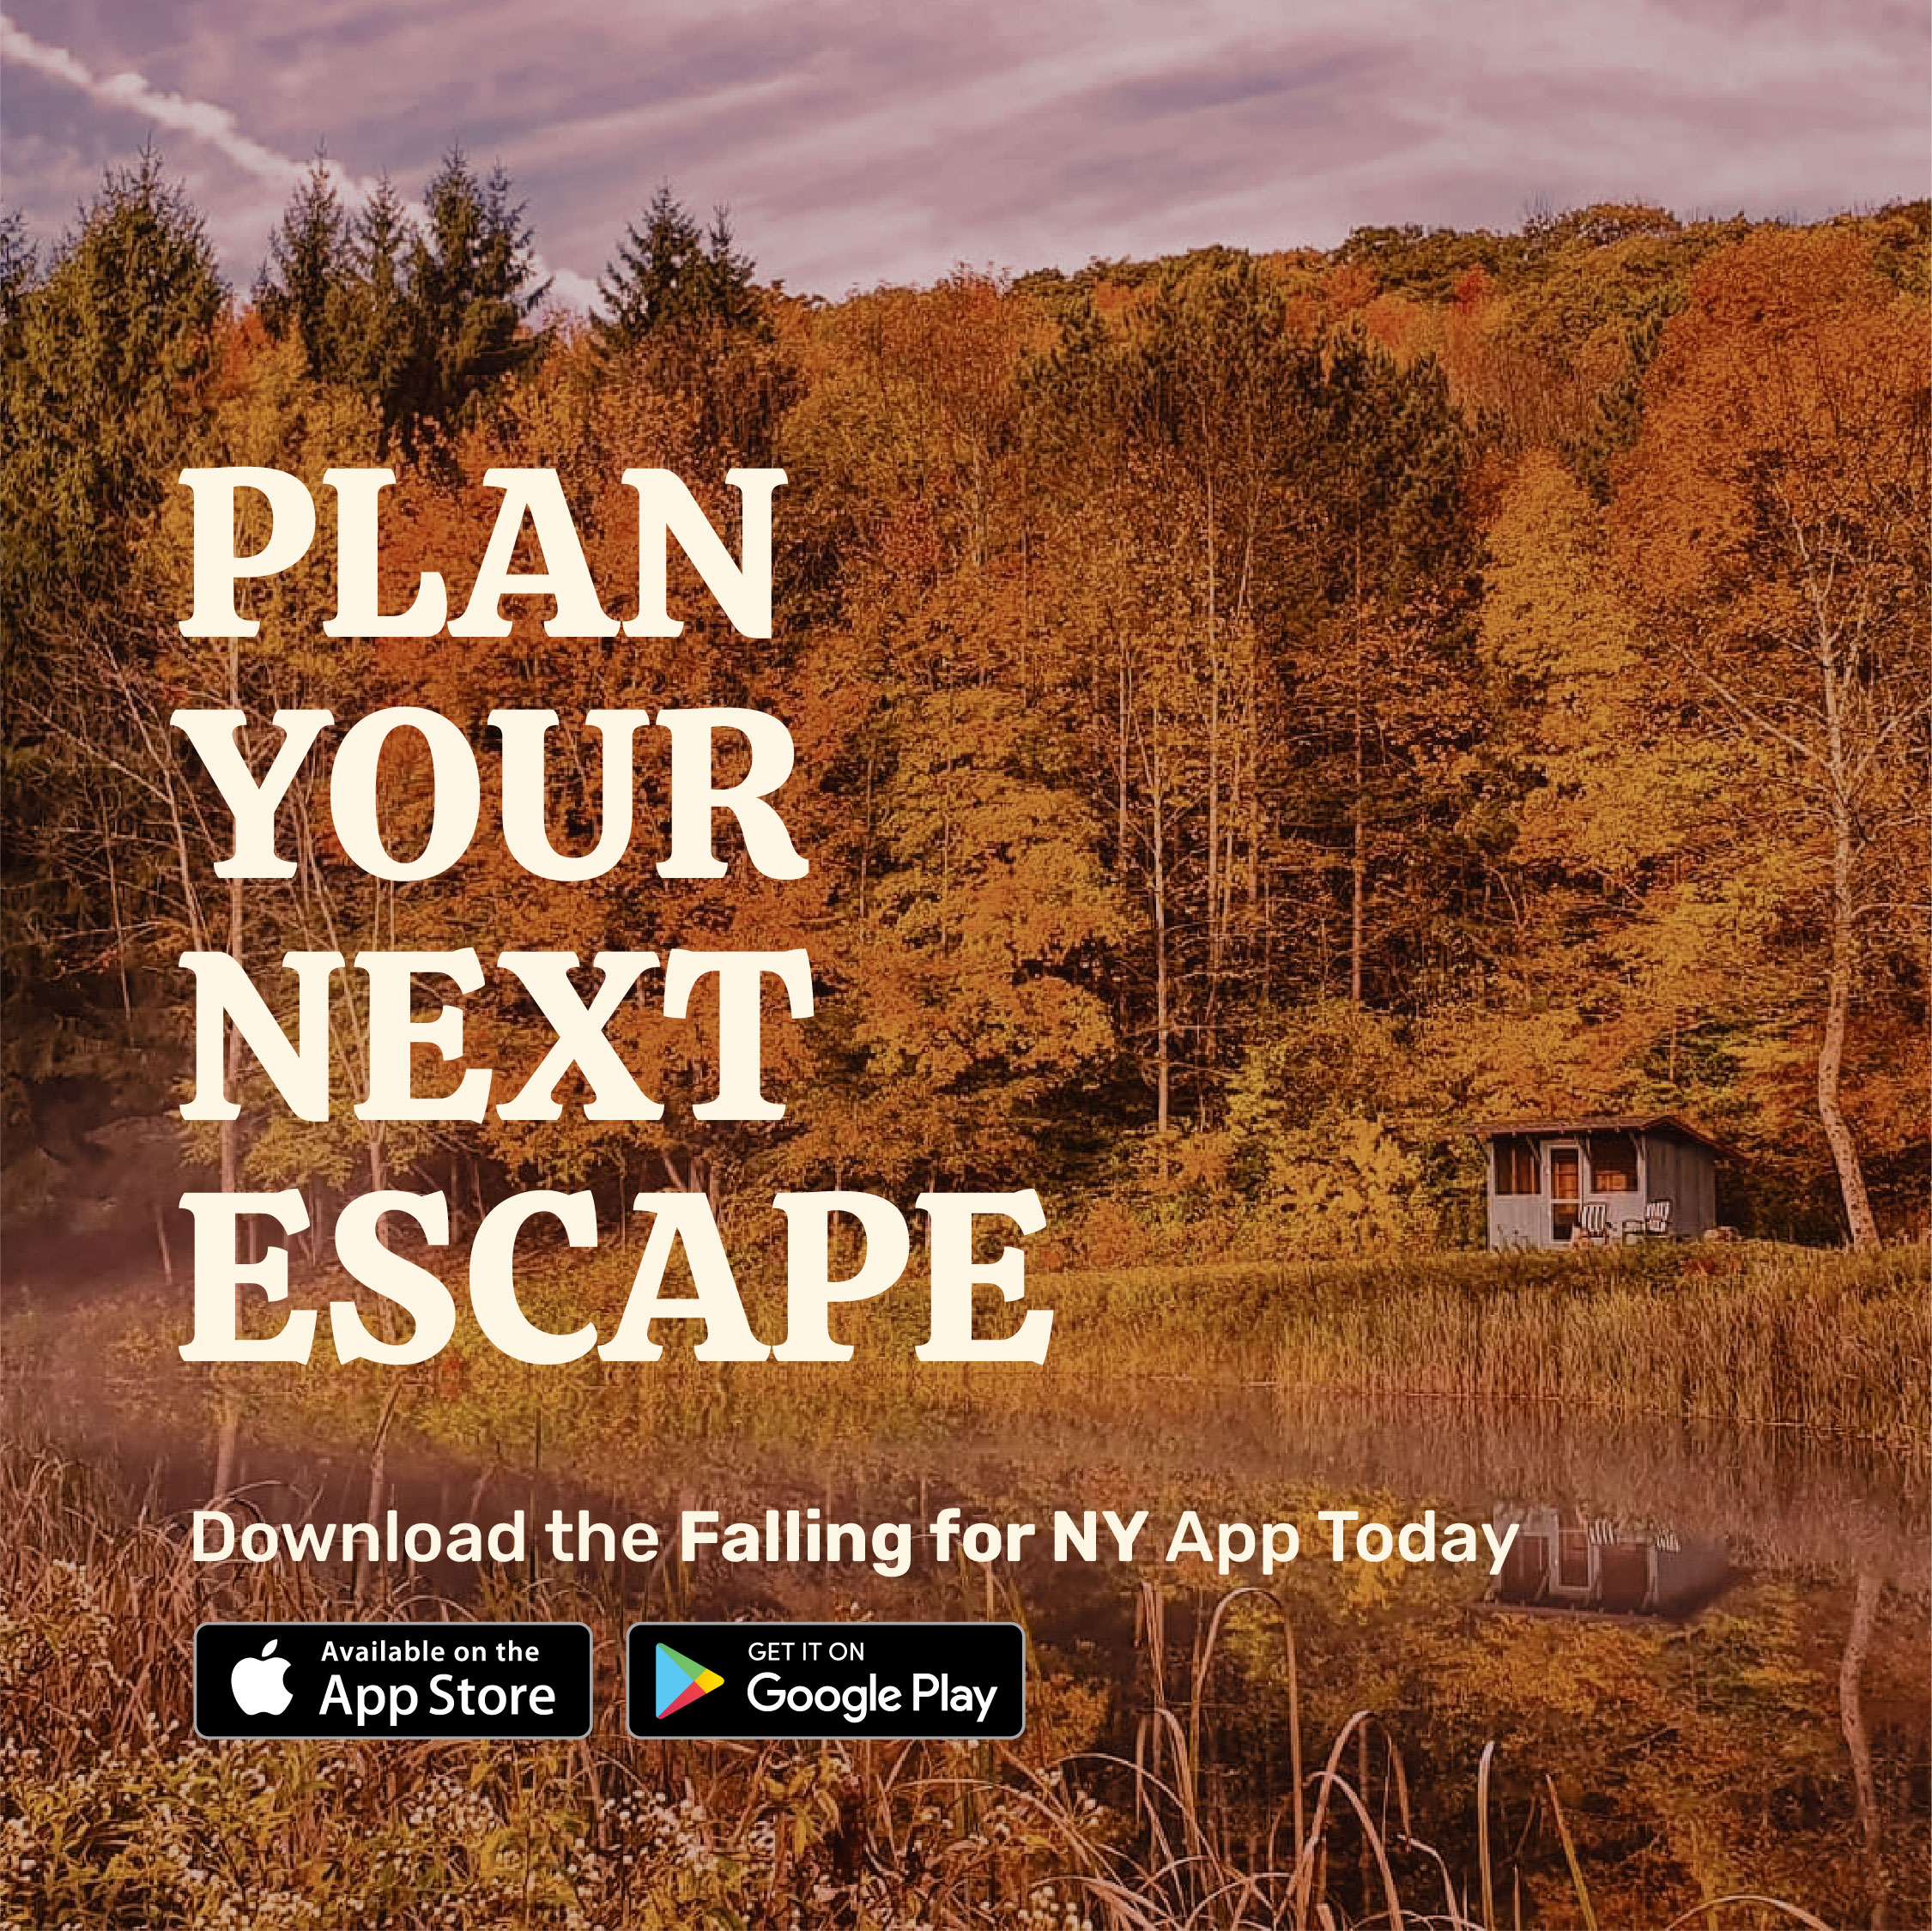 PLAN
YOUR
NEXT
ESCAPE
Download the Falling for NY App Today
Available on the
App Store
GET IT ON
Google Play